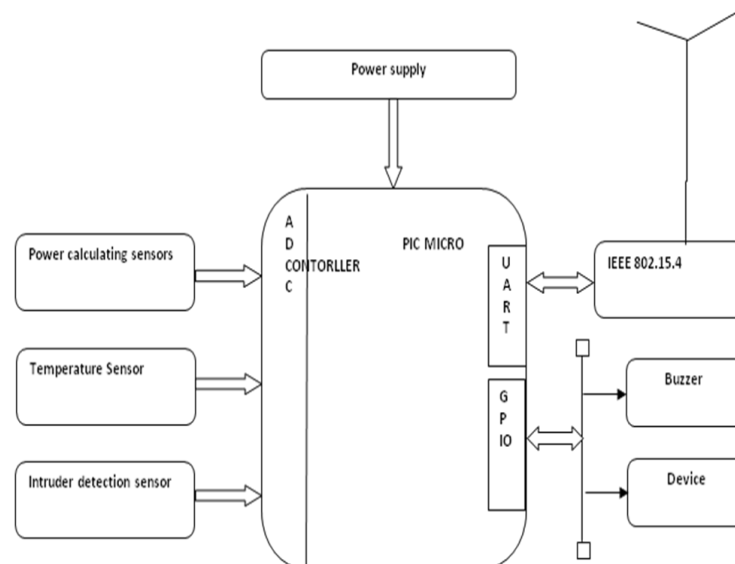 Power supply
A
D
C
CONTORLLER
PIC MICRO
Power calculating sensors
Temperature Sensor
Intruder detection sensor
U
A
R
T
G
P
IO
IEEE 802.15.4
Buzzer
Device